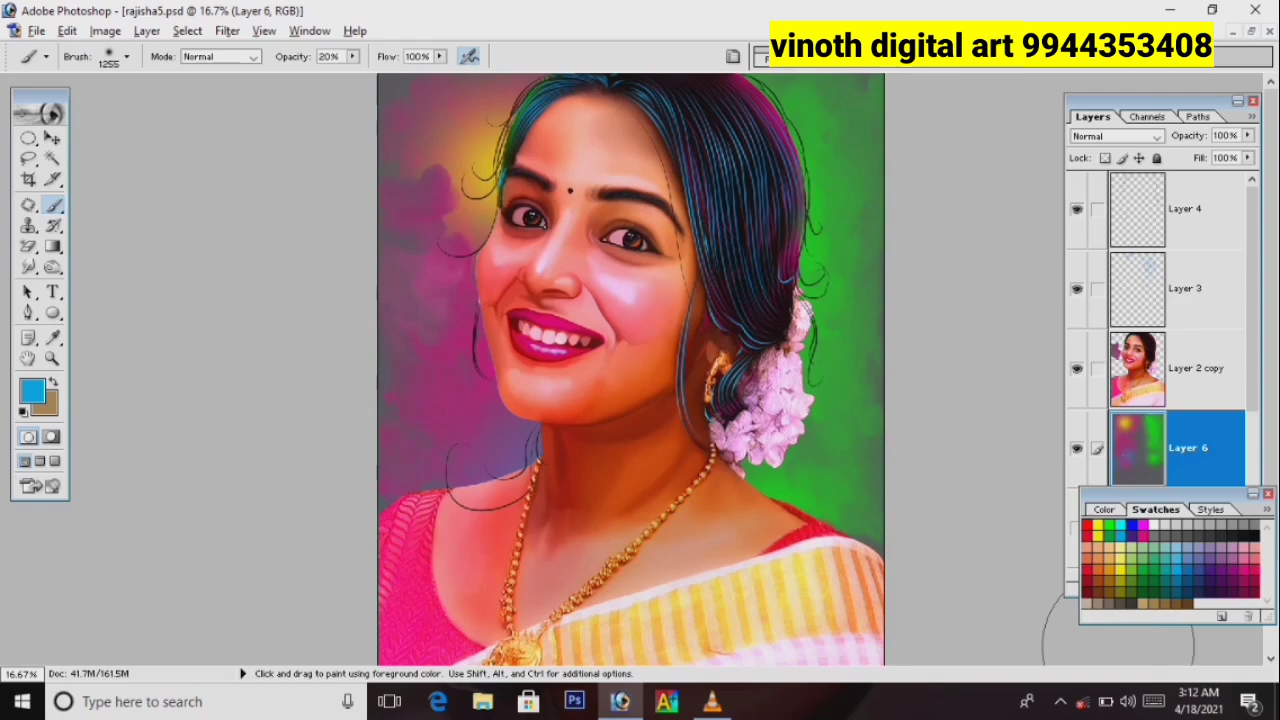 Adobe Photoshop - [rajisha5.psd @ 16.7% (Layer 6, RGB)]
File Edit Image Layer Select Filter View Window Help
vinoth digital art 9944353408
Brush: 1255 Mode: Normal Opacity: 20% Flow: 100%
Layers Channels Paths
Normal Opacity: 100%
Lock: Fill: 100%
Layer 4
Layer 3
Layer 2 copy
Layer 6
Color Swatches Styles
16.67% Doc: 41.7M/161.5M Click and drag to paint using foreground color. Use Shift, Alt, and Ctrl for additional options.
Type here to search
Ps
3:12 AM
4/18/2021
2